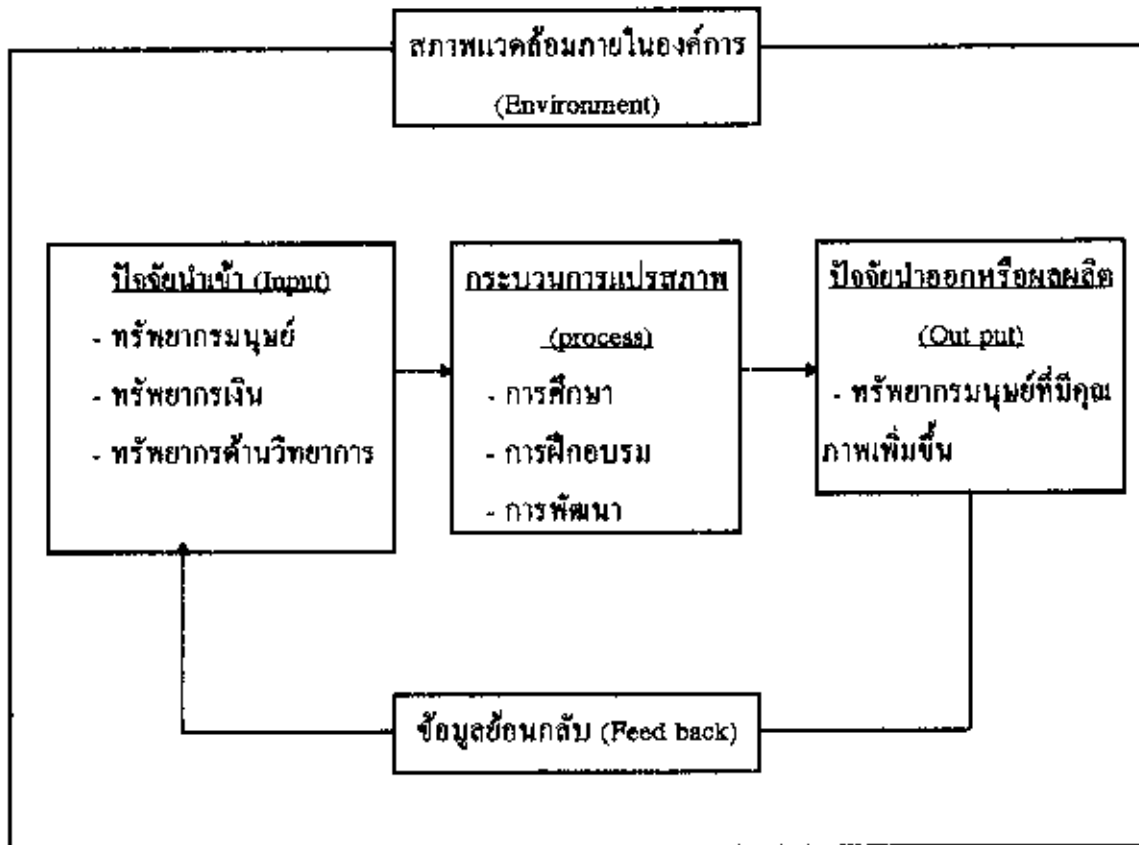 สภาพแวดล้อมภายในองค์การ
(Environment)
ปัจจัยนำเข้า (Input)
- ทรัพยากรมนุษย์
- ทรัพยากรเงิน
- ทรัพยากรด้านวิทยาการ
กระบวนการแปรสภาพ
(process)
- การศึกษา
- การฝึกอบรม
- การพัฒนา
ปัจจัยนำออกหรือผลผลิต
(Out put)
- ทรัพยากรมนุษย์ที่มีคุณ
ภาพเพิ่มขึ้น
ข้อมูลย้อนกลับ (Feed back)